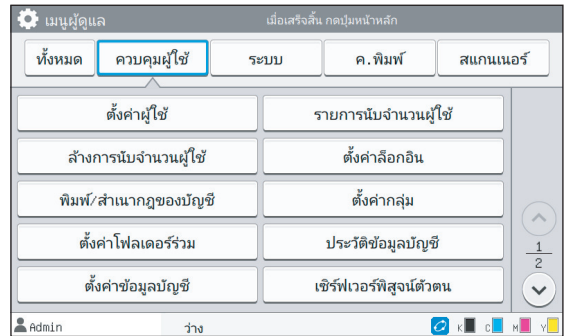 เมนูผู้ดูแล เมื่อเสร็จสิ้น กดปุ่มหน้าหลัก
ทั้งหมด ควบคุมผู้ใช้ ระบบ ค.พิมพ์ สแกนเนอร์
ตั้งค่าผู้ใช้ รายการนับจำนวนผู้ใช้
ล้างการนับจำนวนผู้ใช้ ตั้งค่าล็อกอิน
พิมพ์/สำเนากฎของบัญชี ตั้งค่ากลุ่ม
ตั้งค่าโฟลเดอร์ร่วม ประวัติข้อมูลบัญชี
1
2
ตั้งค่าข้อมูลบัญชี เซิร์ฟเวอร์พิสูจน์ตัวตน
Admin ว่าง K C M Y